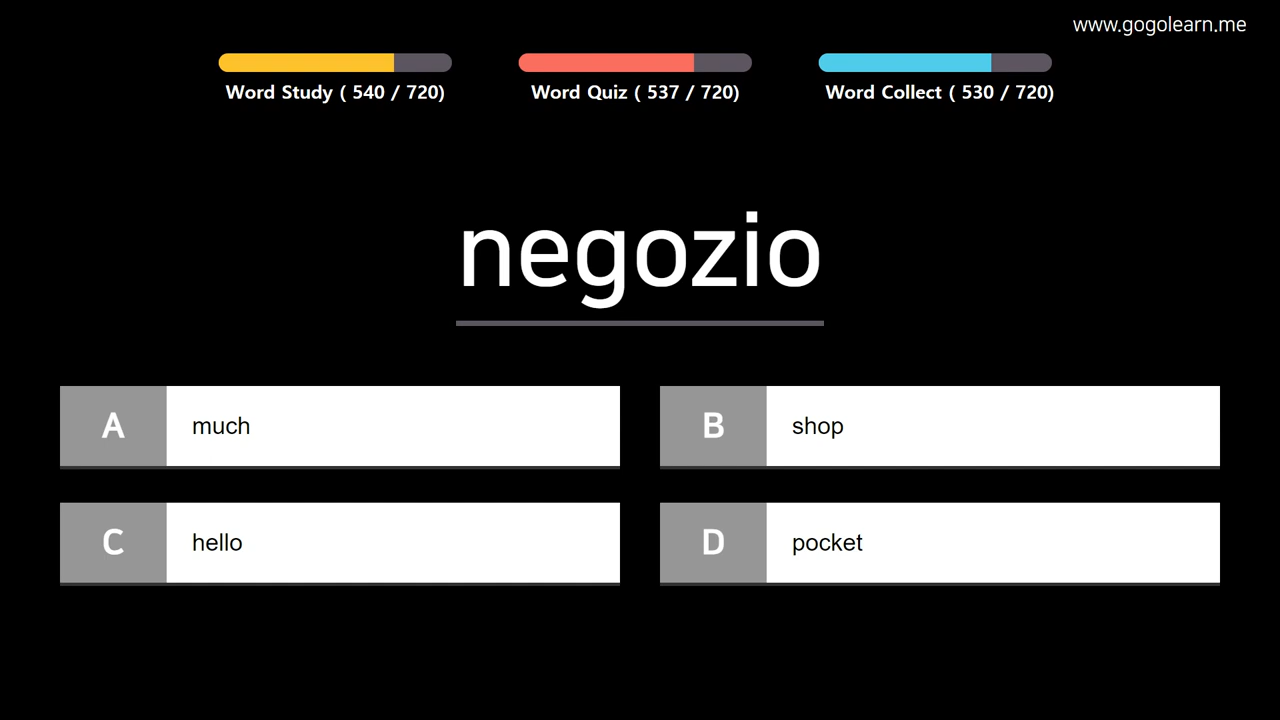 www.gogolearn.me
Word Study ( 540 / 720)
Word Quiz ( 537 / 720)
Word Collect ( 530 / 720)
negozio
A much
B shop
C hello
D pocket